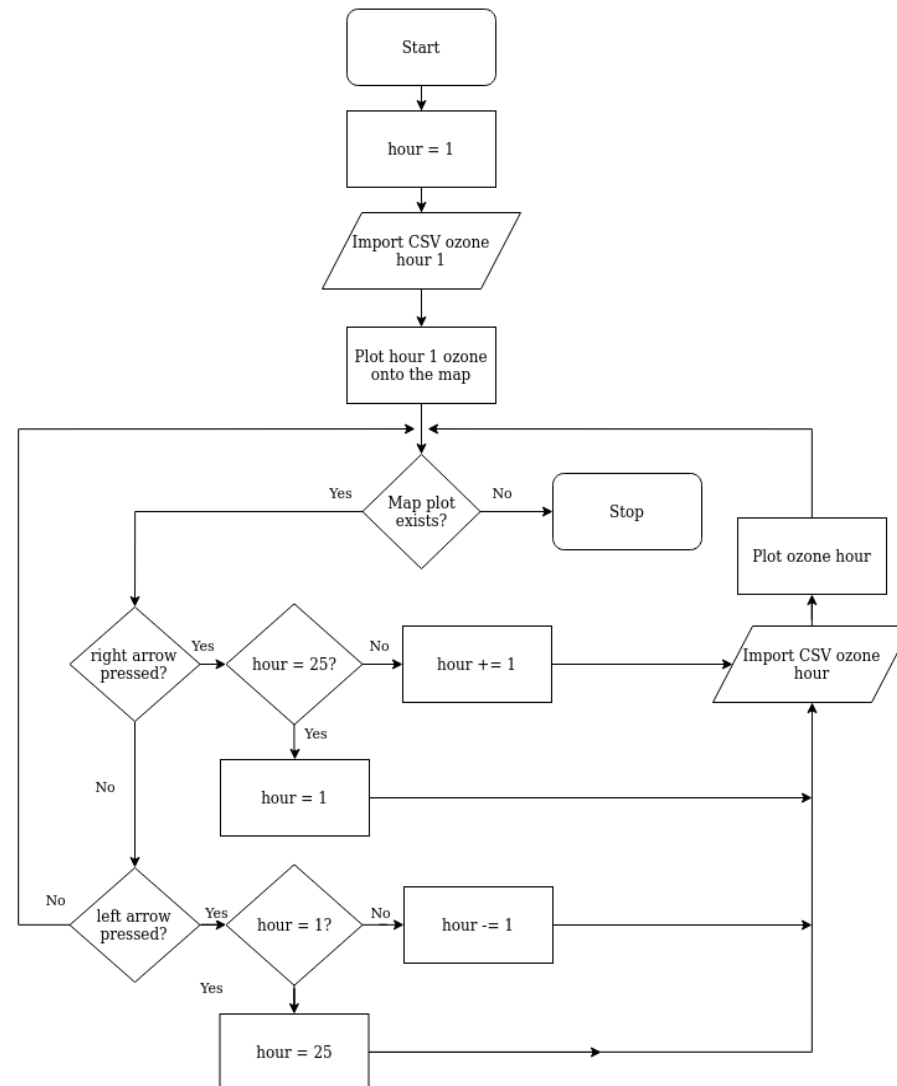 Start
hour = 1
Import CSV ozone
hour 1
Plot hour 1 ozone
onto the map
Yes
Map plot
exists?
No
Stop
Plot ozone hour
right arrow
pressed?
Yes
hour = 25?
No
hour += 1
Import CSV ozone
hour
Yes
No
hour = 1
No
left arrow
pressed?
Yes
hour = 1?
No
hour -= 1
Yes
hour = 25